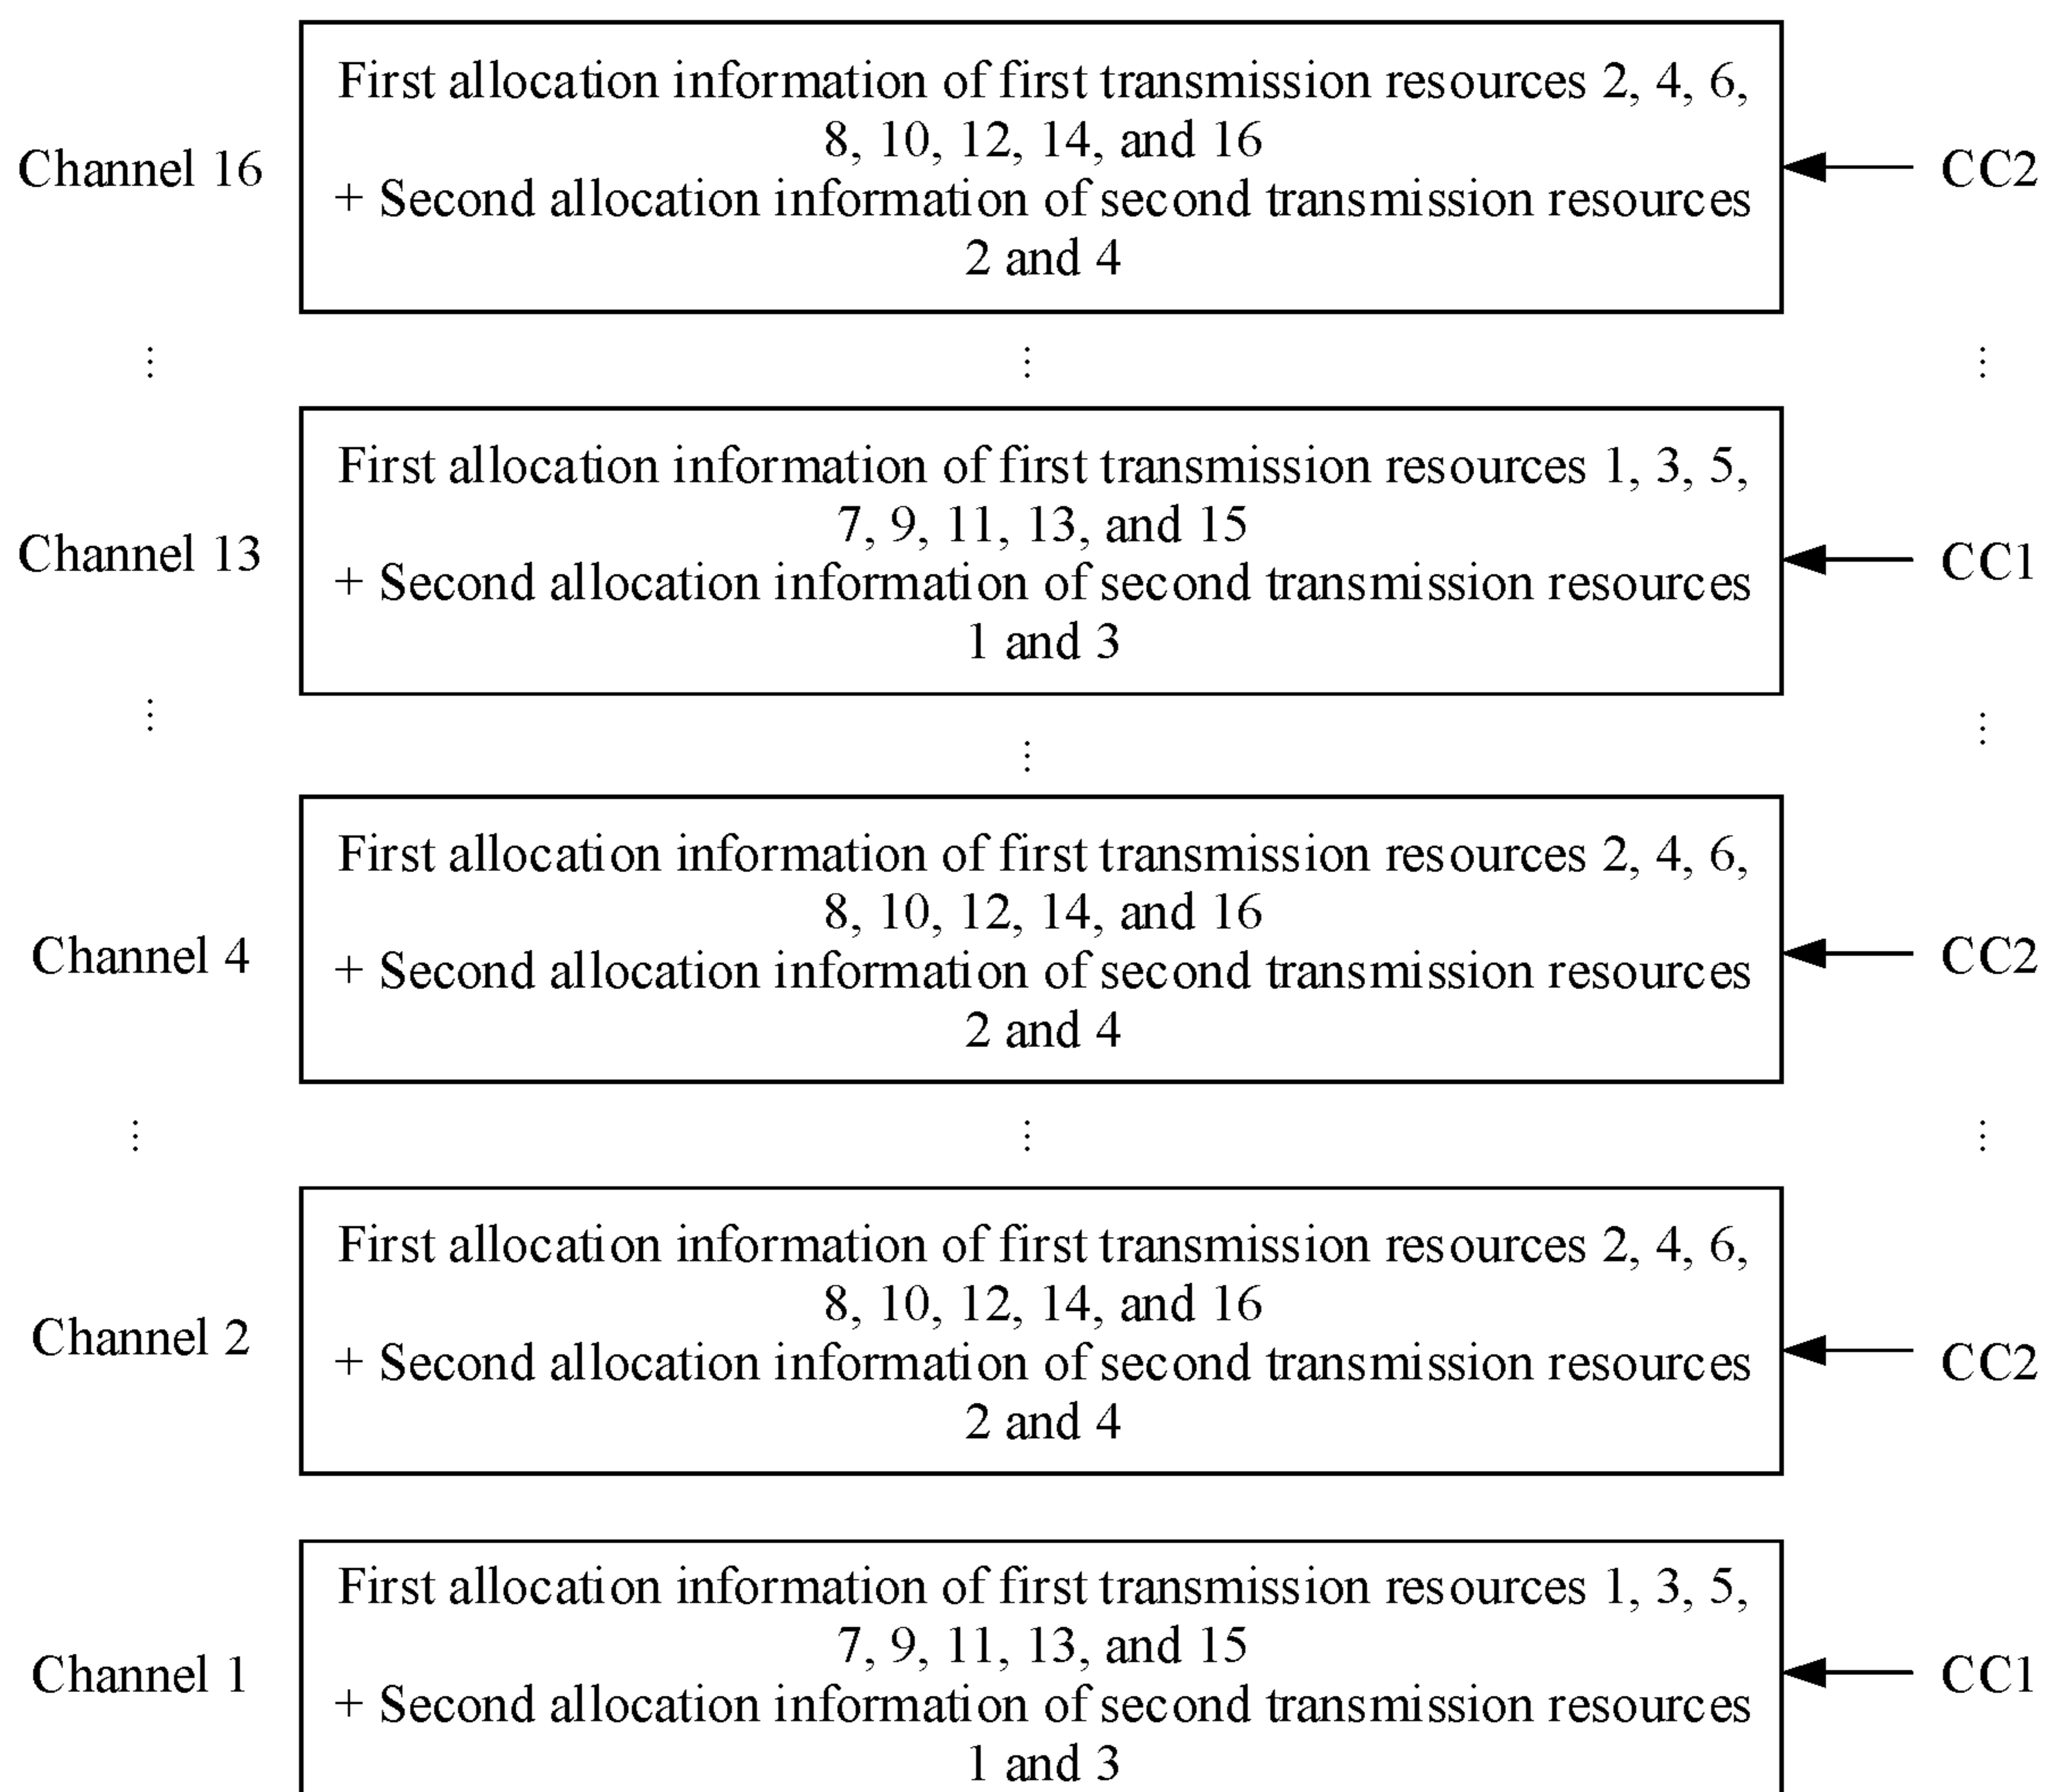 First allocation information of first transmission resources 2, 4, 6,
8, 10, 12, 14, and 16
Channel 16
CC2
+ Second allocation information of second transmission resources
2 and 4
First allocation information of first transmission resources 1, 3, 5,
7, 9, 11, 13, and 15
Channel 13
CC1
+ Second allocation information of second transmission resources
1 and 3
First allocation information of first transmission resources 2, 4, 6,
8, 10, 12, 14, and 16
Channel 4
CC2
+ Second allocation information of second transmission resources
2 and 4
First allocation information of first transmission resources 2, 4, 6,
8, 10, 12, 14, and 16
Channel 2
CC2
+ Second allocation information of second transmission resources
2 and 4
First allocation information of first transmission resources 1, 3, 5,
7, 9, 11, 13, and 15
Channel 1
CC1
+ Second allocation information of second transmission resources
1 and 3